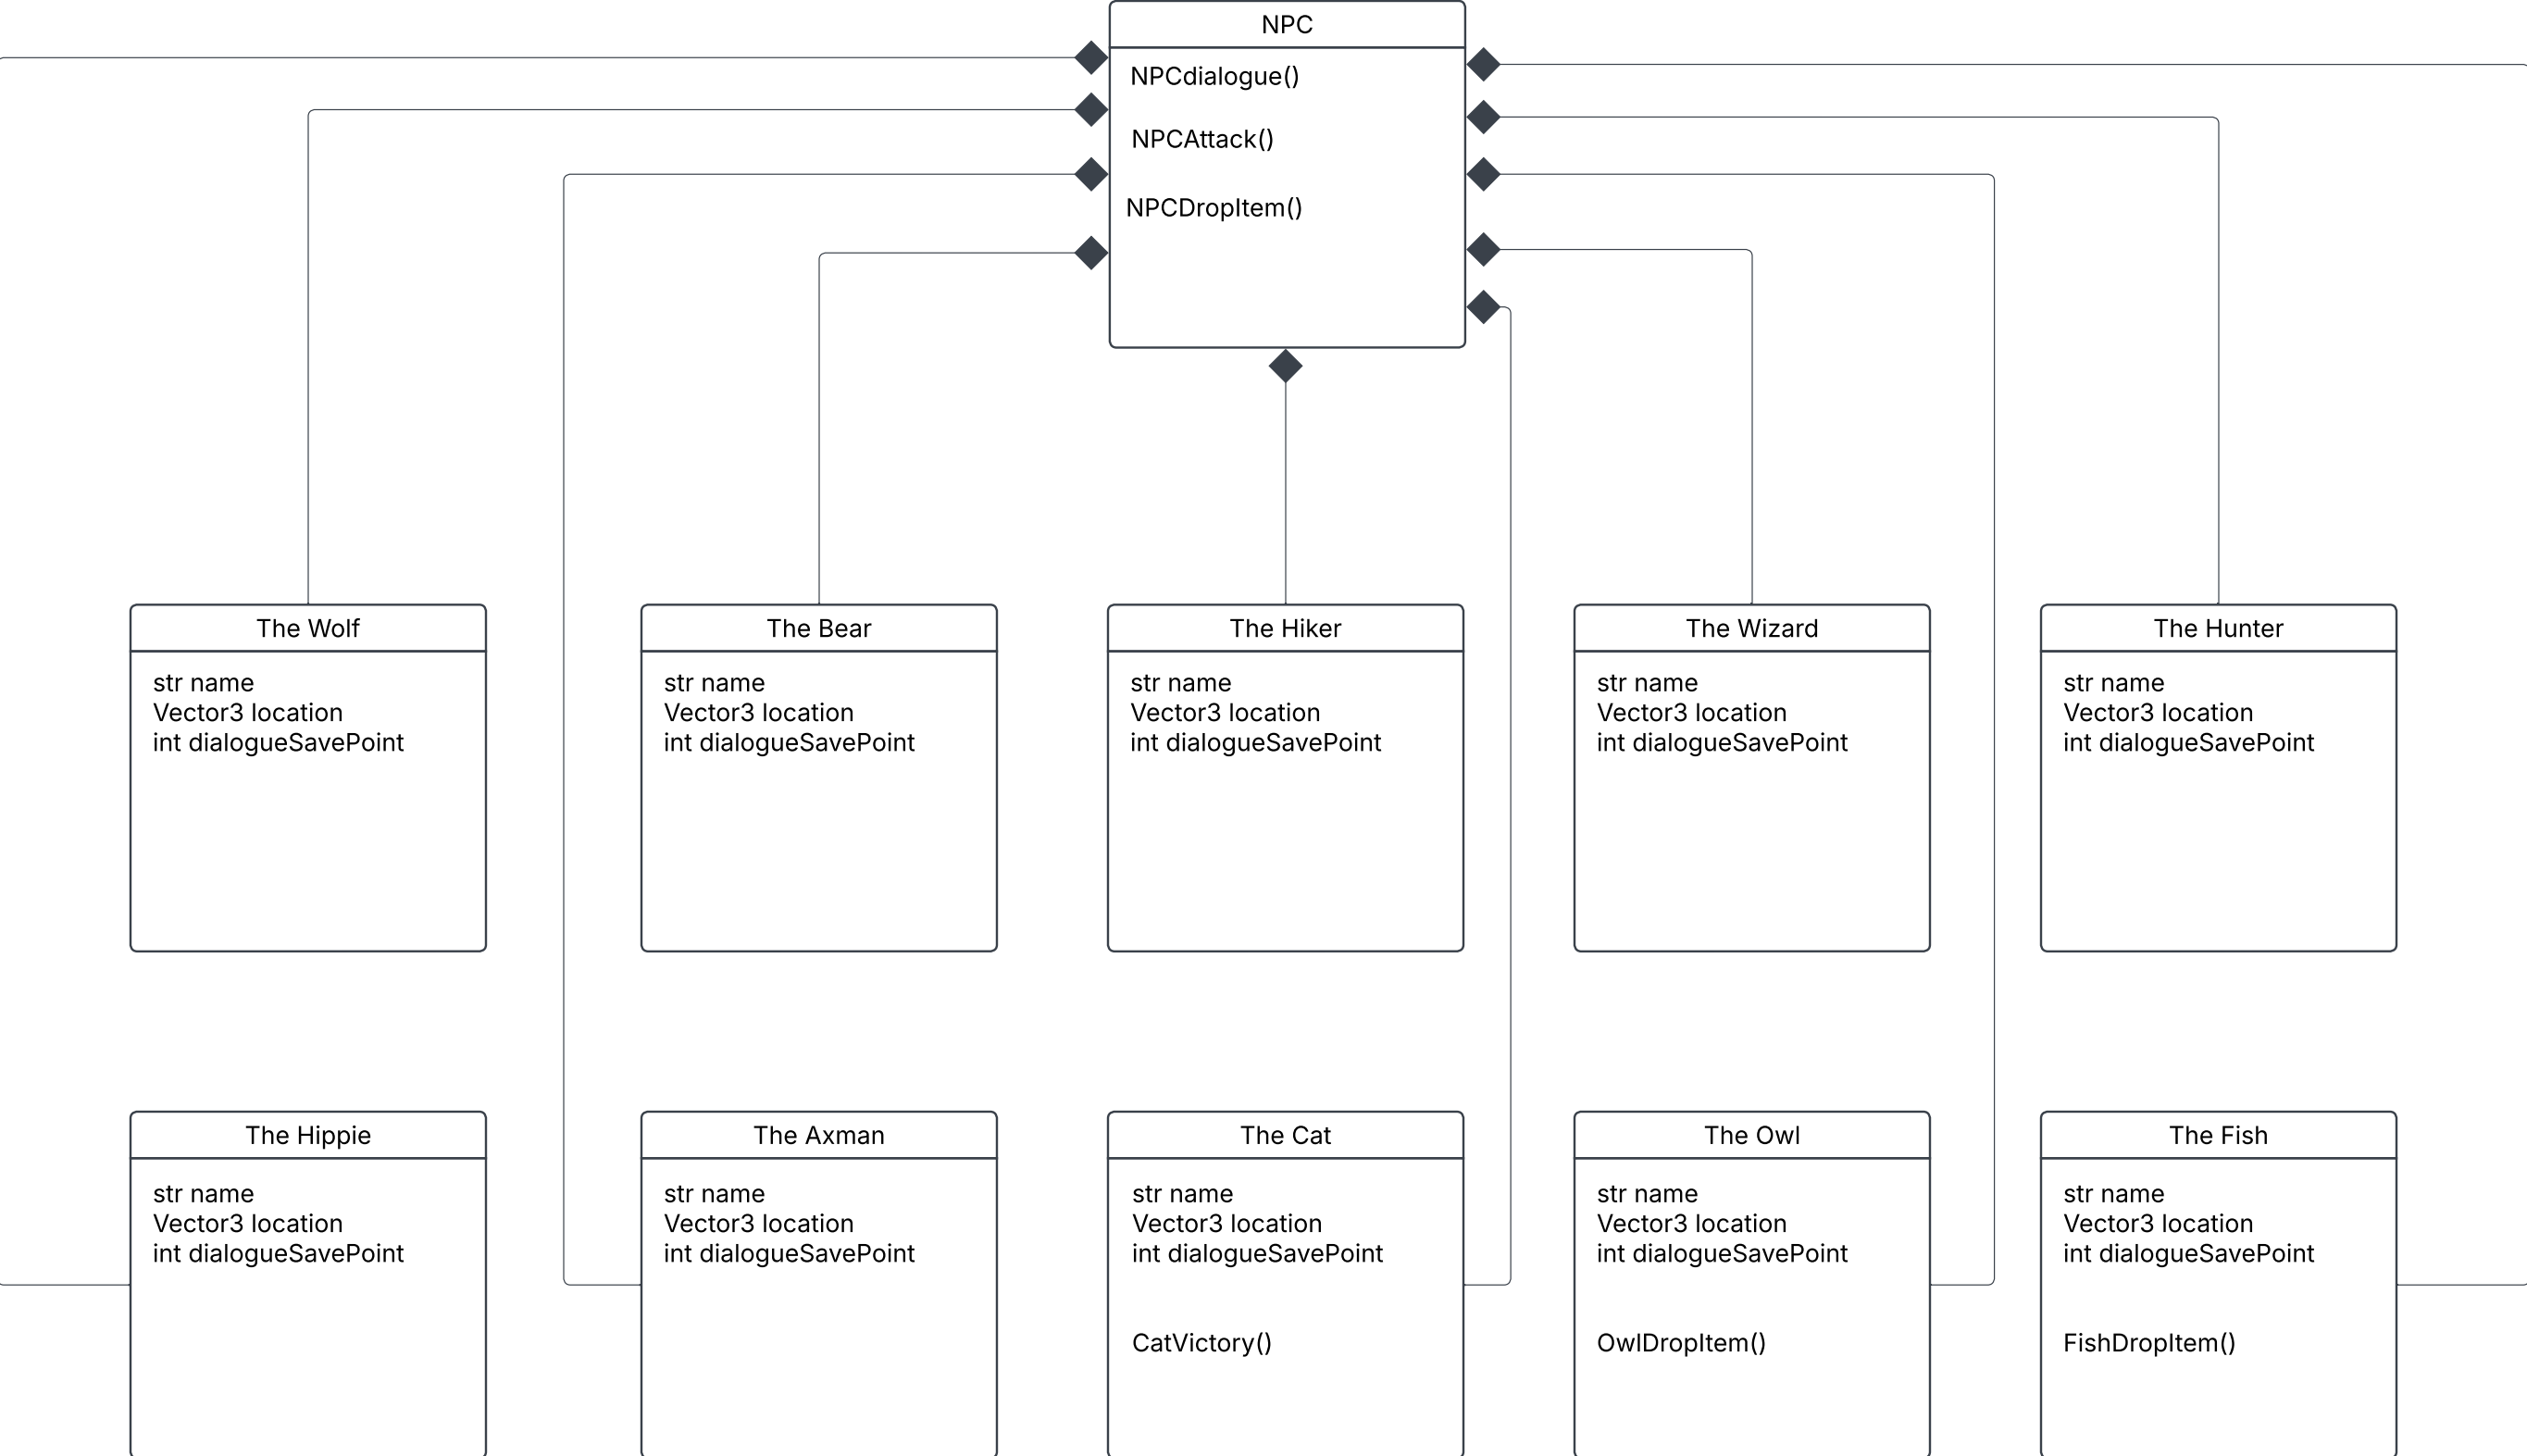 NPC
NPCdialogue()
NPCAttack()
NPCDropItem()
The Wolf
str name
Vector3 location
int dialogueSavePoint
The Bear
str name
Vector3 location
int dialogueSavePoint
The Hiker
str name
Vector3 location
int dialogueSavePoint
The Wizard
str name
Vector3 location
int dialogueSavePoint
The Hunter
str name
Vector3 location
int dialogueSavePoint
The Hippie
str name
Vector3 location
int dialogueSavePoint
The Axman
str name
Vector3 location
int dialogueSavePoint
The Cat
str name
Vector3 location
int dialogueSavePoint
CatVictory()
The Owl
str name
Vector3 location
int dialogueSavePoint
OwlDropItem()
The Fish
str name
Vector3 location
int dialogueSavePoint
FishDropItem()